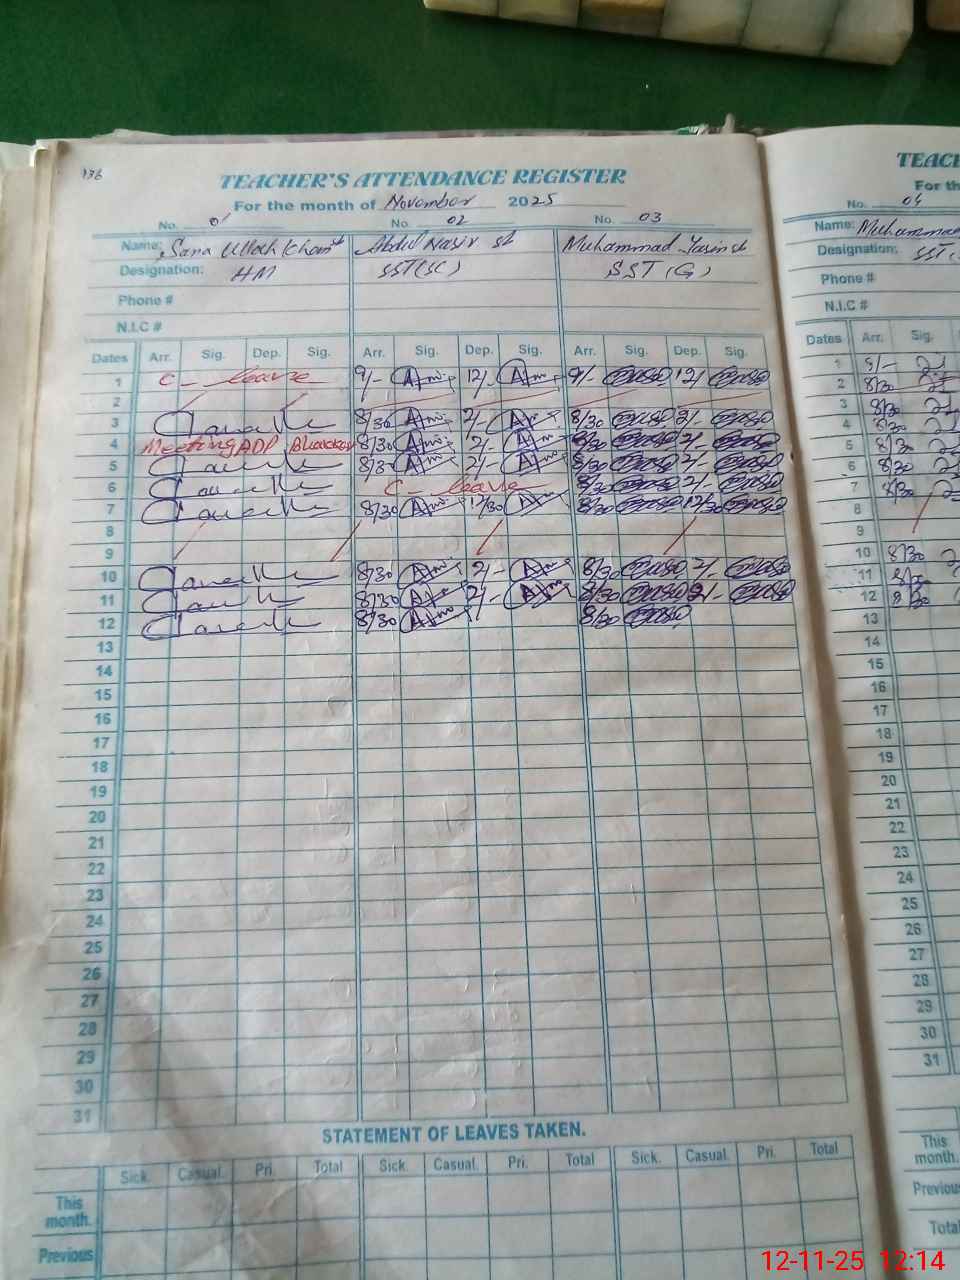 136
TEACHER'S ATTENDANCE REGISTER
For the month of November 2025
No. 01 No. 02 No. 03
Name: Sana Ullah Khan Abdul Nasir Muhammad Yasin
Designation: HM SST(SC) SST(G)
Phone #
N.I.C #
Dates Arr. Sig. Dep. Sig. Arr. Sig. Dep. Sig. Arr. Sig. Dep. Sig.
1 C - leave 9/- 12/- 9/- 12/
2
3 8/30 2/- 8/30 2/-
4 Meeting ADP 8/30 2/- 8/30 2/-
5 8/30 2/- 8/30 2/-
6 C - leave 8/30 2/-
7 8/30 12/30 8/30 12/30
8
9
10 8/30 2/- 8/30 2/-
11 8/30 2/- 8/30 2/-
12 8/30 8/30
13
14
15
16
17
18
19
20
21
22
23
24
25
26
27
28
29
30
31
STATEMENT OF LEAVES TAKEN.
Sick. Casual. Pri. Total Sick. Casual. Pri. Total Sick. Casual. Pri. Total
This month.
Previous
TEAC
For th
No. 04
Name: Muhammad
Designation: SST
Phone #
N.I.C #
Dates Arr. Sig.
1 9/-
2 8/30
3 8/30
4 8/30
5 8/30
6 8/30
7 8/30
8
9
10 8/30
11 8/30
12 8/30
13
14
15
16
17
18
19
20
21
22
23
24
25
26
27
28
29
30
31
This month.
Previou
Tota
12-11-25 12:14